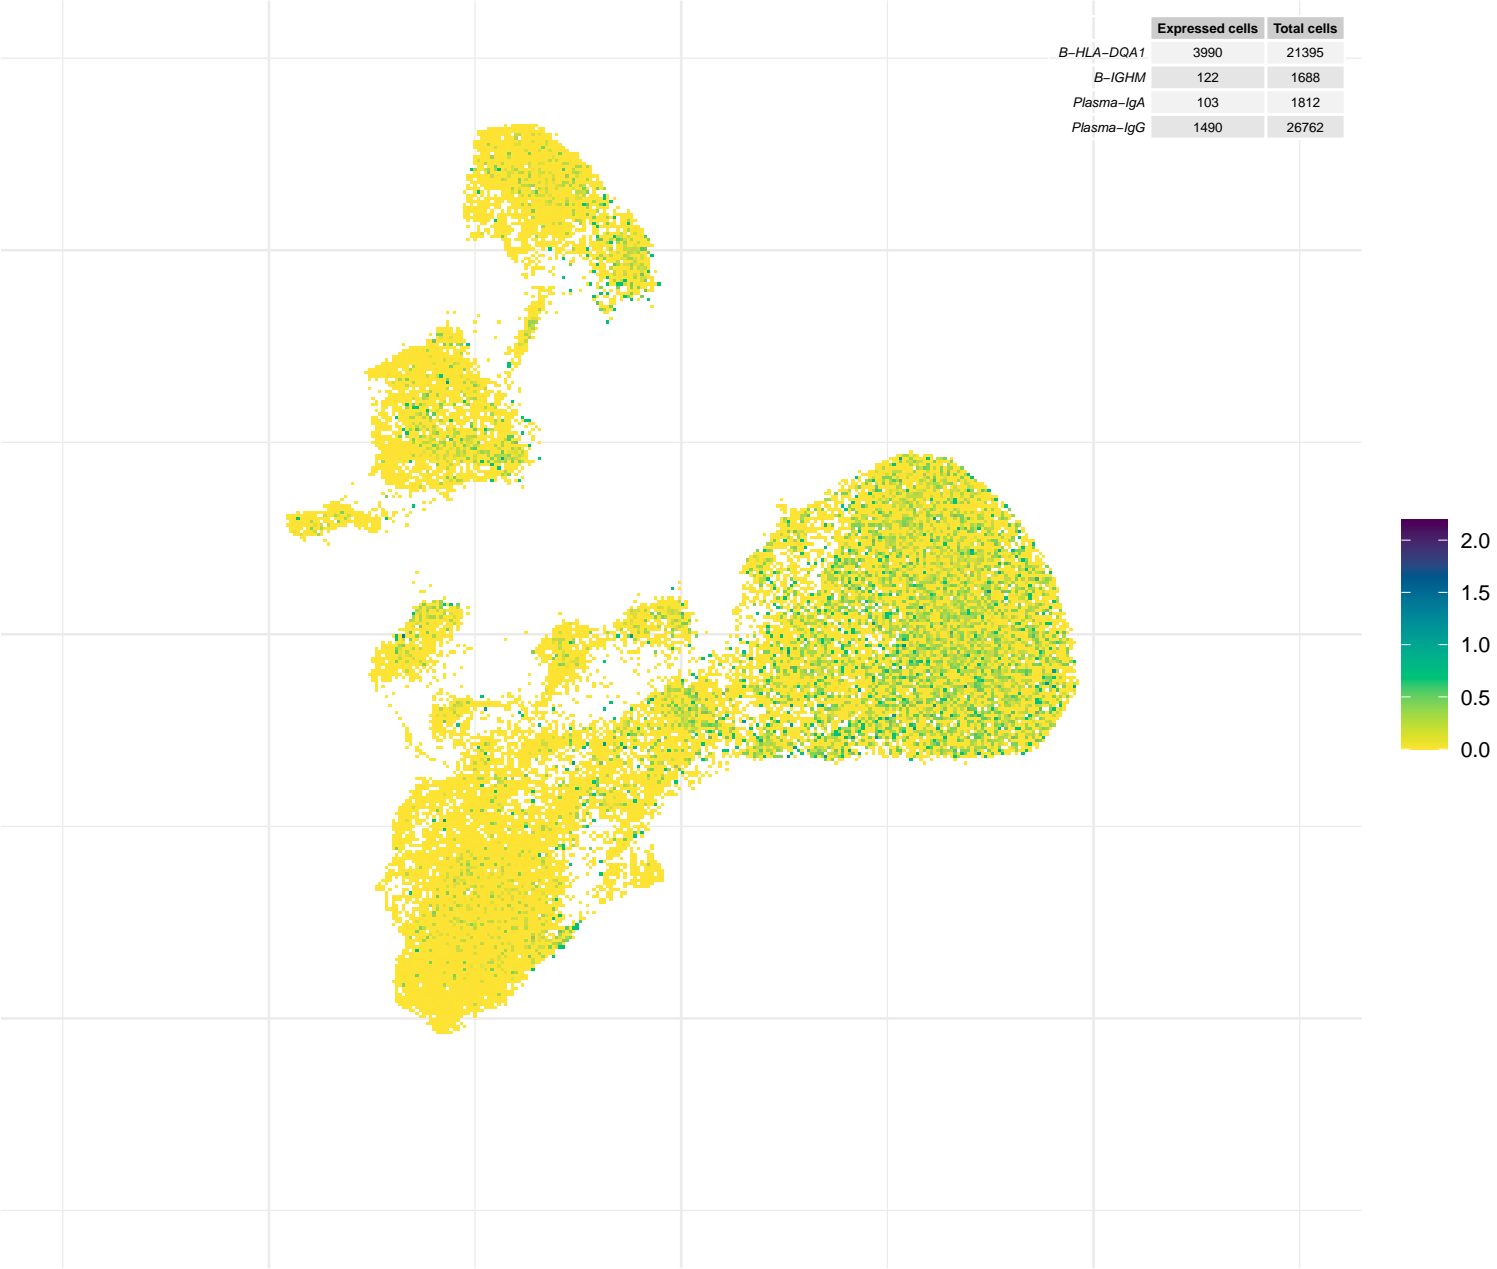 Expressed cells Total cells
B−HLA−DQA1 3990 21395
B−IGHM 122 1688
Plasma−IgA 103 1812
Plasma−IgG 1490 26762
2.0
1.5
1.0
0.5
0.0